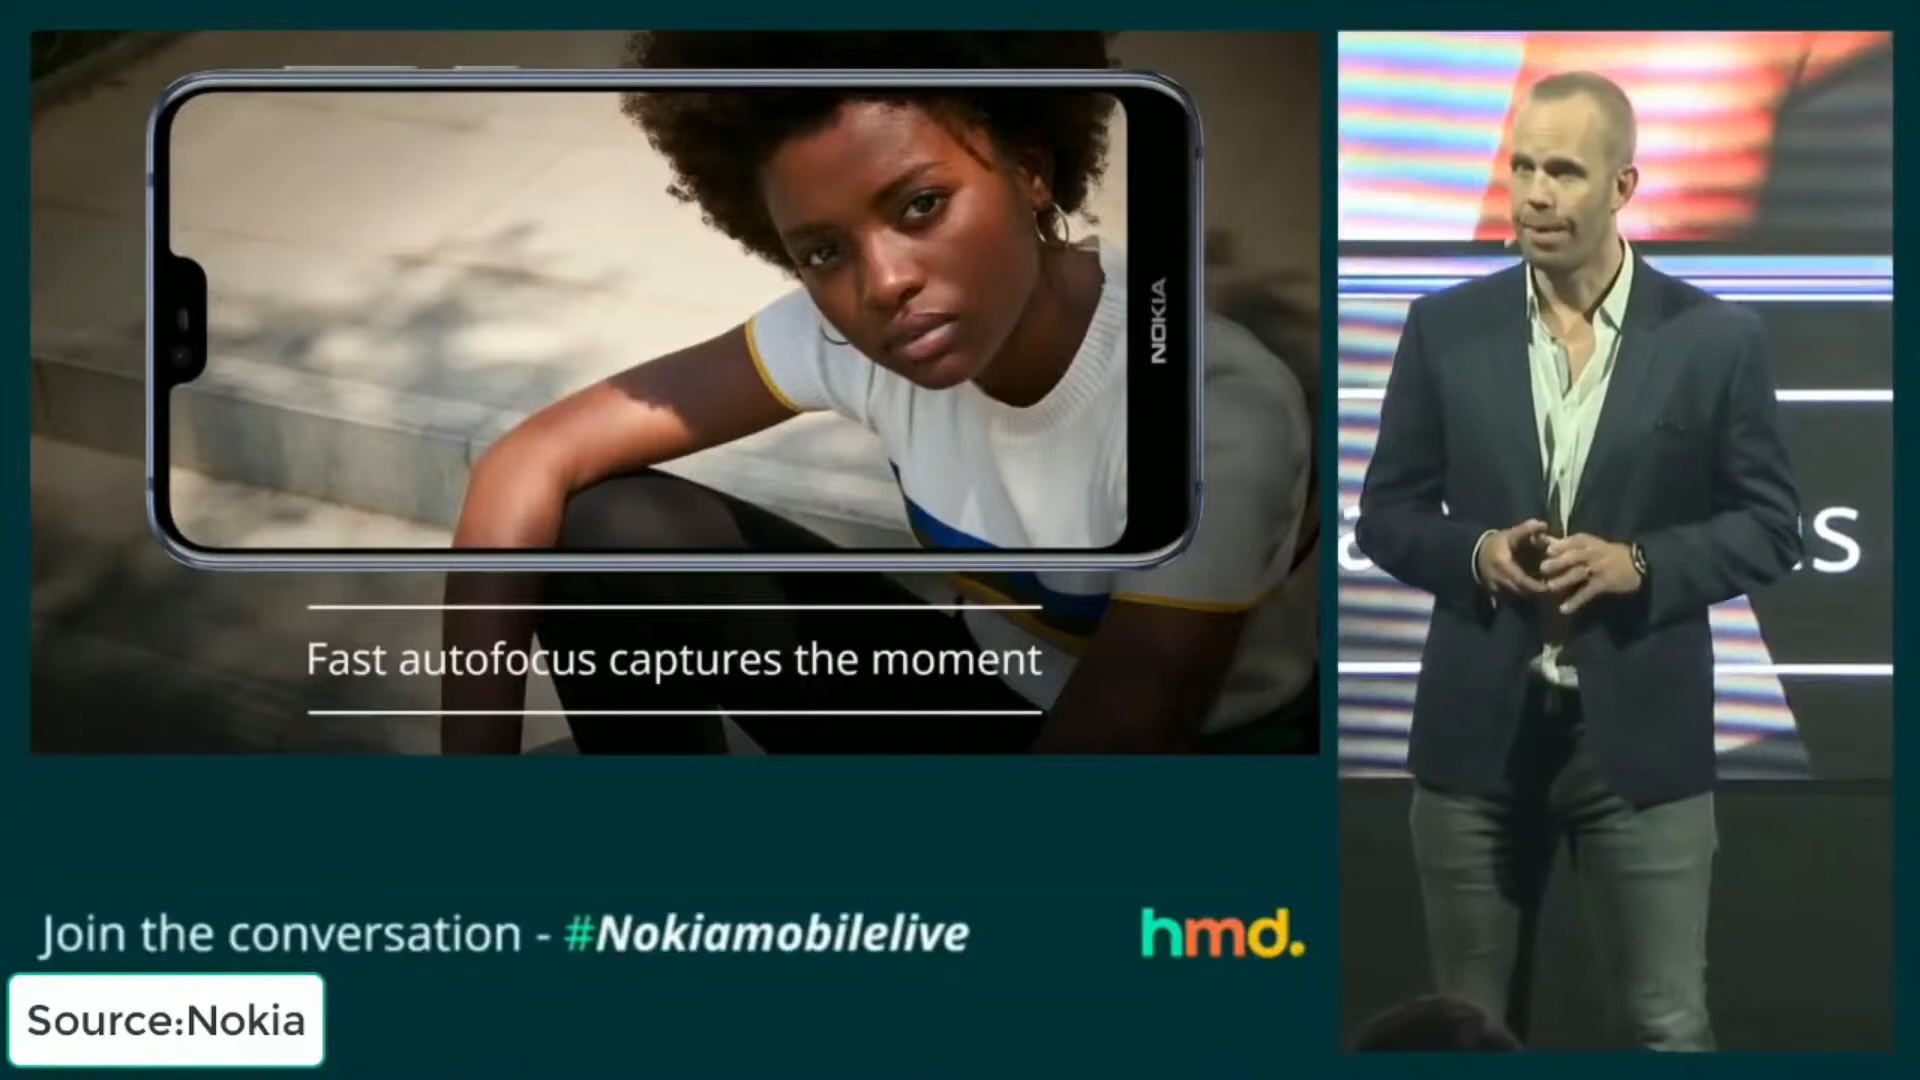 NOKIA
Fast autofocus captures the moment
Join the conversation - #Nokiamobilelive
hmd.
Source:Nokia